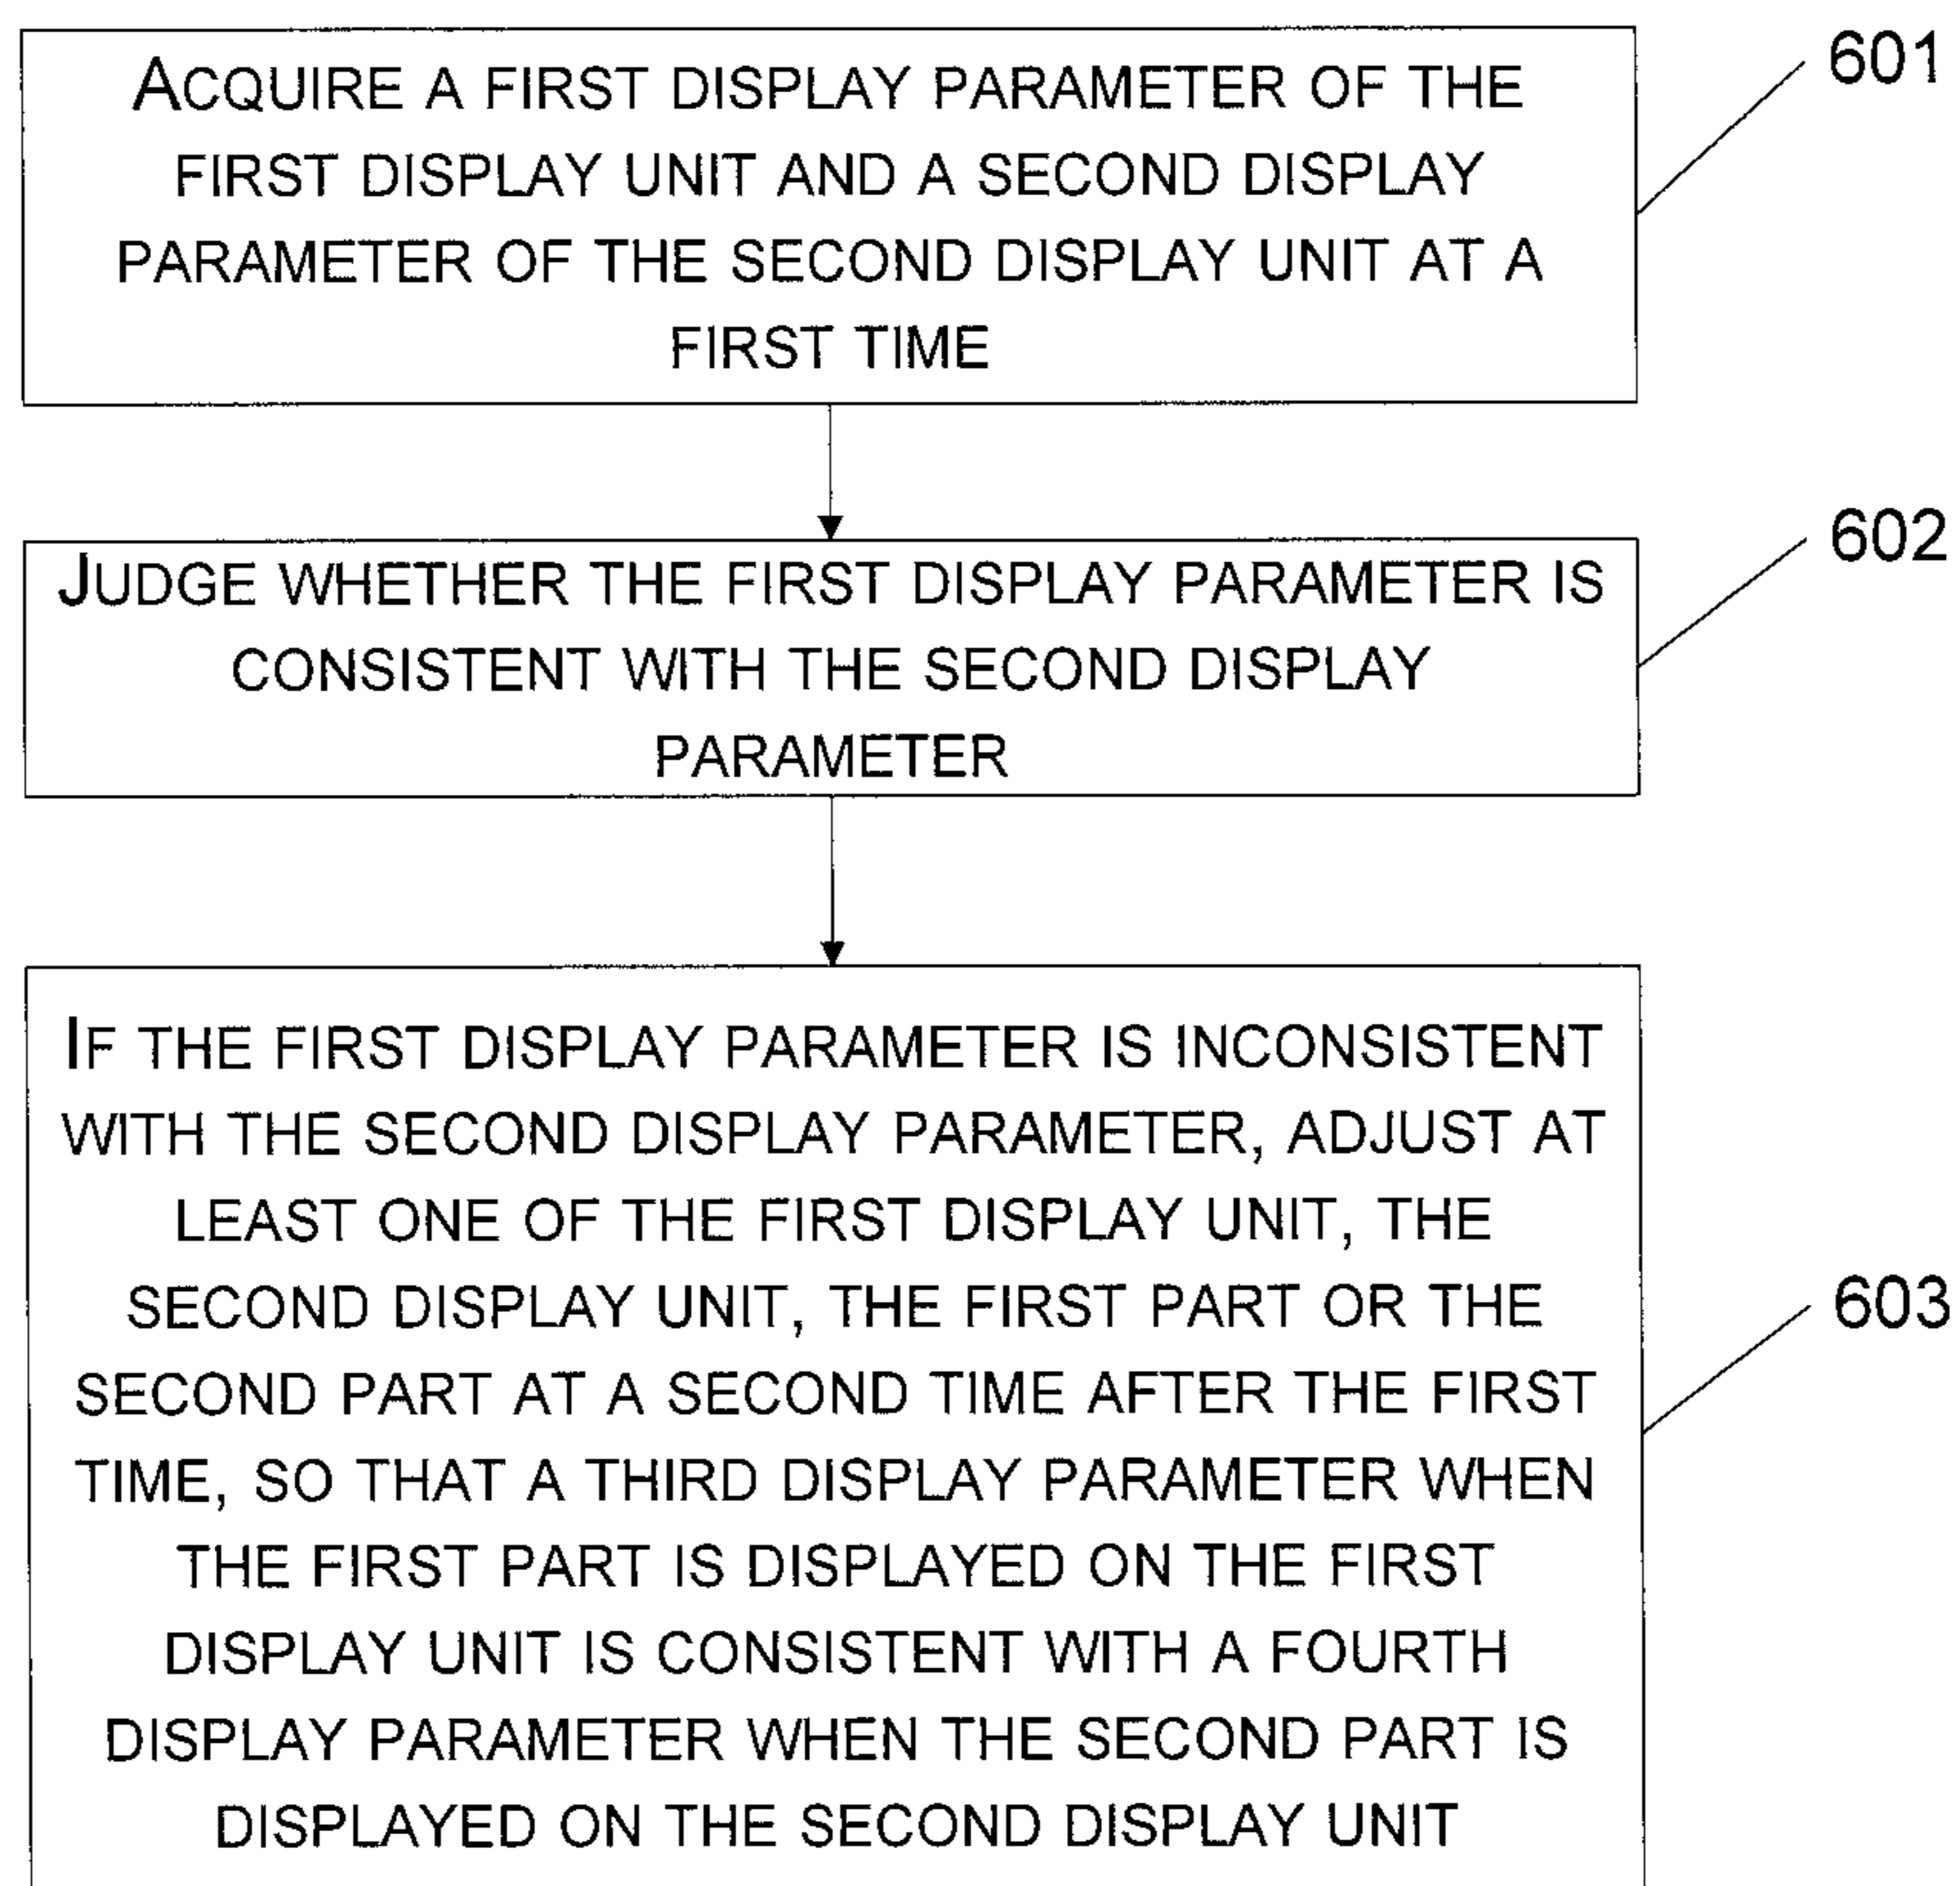 ACQUIRE A FIRST DISPLAY PARAMETER OF THE
FIRST DISPLAY UNIT AND A SECOND DISPLAY
PARAMETER OF THE SECOND DISPLAY UNIT AT A
FIRST TIME
601
JUDGE WHETHER THE FIRST DISPLAY PARAMETER IS
CONSISTENT WITH THE SECOND DISPLAY
PARAMETER
602
IF THE FIRST DISPLAY PARAMETER IS INCONSISTENT
WITH THE SECOND DISPLAY PARAMETER, ADJUST AT
LEAST ONE OF THE FIRST DISPLAY UNIT, THE
SECOND DISPLAY UNIT, THE FIRST PART OR THE
SECOND PART AT A SECOND TIME AFTER THE FIRST
TIME, SO THAT A THIRD DISPLAY PARAMETER WHEN
THE FIRST PART IS DISPLAYED ON THE FIRST
DISPLAY UNIT IS CONSISTENT WITH A FOURTH
DISPLAY PARAMETER WHEN THE SECOND PART IS
DISPLAYED ON THE SECOND DISPLAY UNIT
603